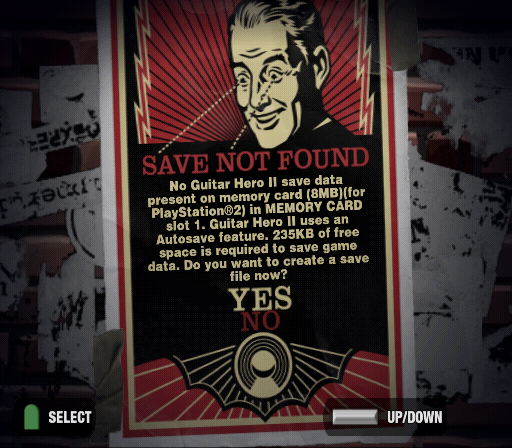 SAVE NOT FOUND
No Guitar Hero II save data
present on memory card (8MB)(for
PlayStation®2) in MEMORY CARD
slot 1. Guitar Hero II uses an
Autosave feature. 235KB of free
space is required to save game
data. Do you want to create a save
file now?
YES
NO
SELECT
UP/DOWN